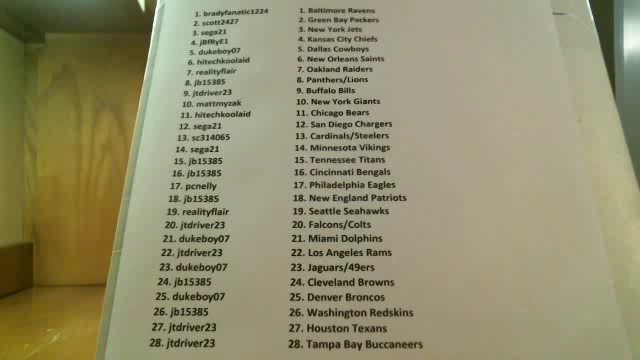 1. bradyfanatic1224 1. Baltimore Ravens
2. scott2427 2. Green Bay Packers
3. sega21 3. New York Jets
4. jBfRyE1 4. Kansas City Chiefs
5. dukeboy07 5. Dallas Cowboys
6. hitechkoolaid 6. New Orleans Saints
7. realityflair 7. Oakland Raiders
8. jb15385 8. Panthers/Lions
9. jtdriver23 9. Buffalo Bills
10. mattmyzak 10. New York Giants
11. hitechkoolaid 11. Chicago Bears
12. sega21 12. San Diego Chargers
13. sc314065 13. Cardinals/Steelers
14. sega21 14. Minnesota Vikings
15. jb15385 15. Tennessee Titans
16. jb15385 16. Cincinnati Bengals
17. pcnelly 17. Philadelphia Eagles
18. jb15385 18. New England Patriots
19. realityflair 19. Seattle Seahawks
20. jtdriver23 20. Falcons/Colts
21. dukeboy07 21. Miami Dolphins
22. jtdriver23 22. Los Angeles Rams
23. dukeboy07 23. Jaguars/49ers
24. jb15385 24. Cleveland Browns
25. dukeboy07 25. Denver Broncos
26. jb15385 26. Washington Redskins
27. jtdriver23 27. Houston Texans
28. jtdriver23 28. Tampa Bay Buccaneers